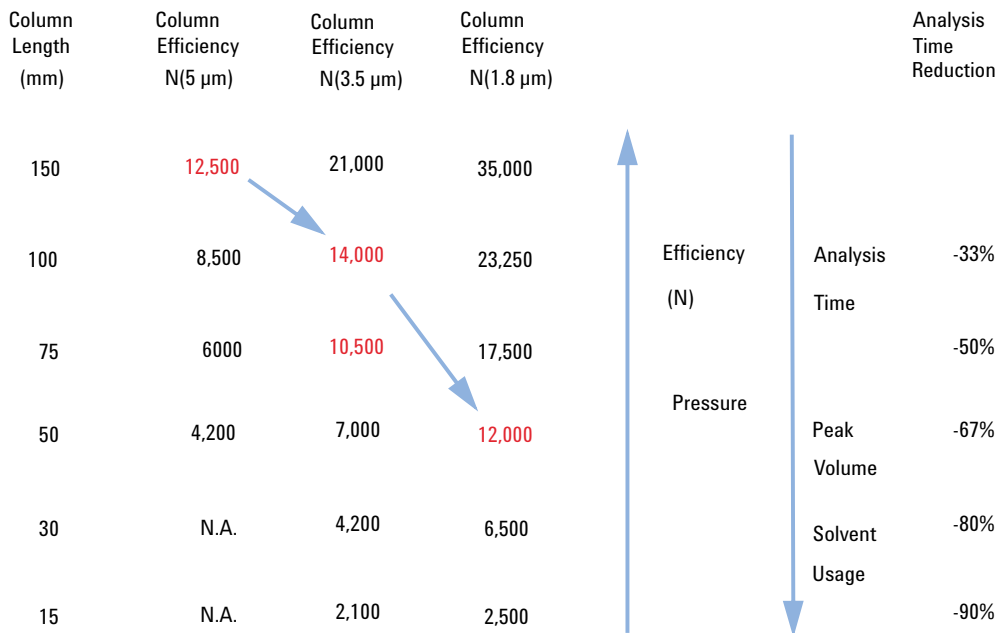 Column Column Column Column Analysis
Length Efficiency Efficiency Efficiency Time
(mm) N(5 µm) N(3.5 µm) N(1.8 µm) Reduction
150 12,500 21,000 35,000
100 8,500 14,000 23,250 Efficiency Analysis -33%
(N) Time
75 6000 10,500 17,500 -50%
Pressure
50 4,200 7,000 12,000 Peak -67%
Volume
30 N.A. 4,200 6,500 Solvent -80%
Usage
15 N.A. 2,100 2,500 -90%